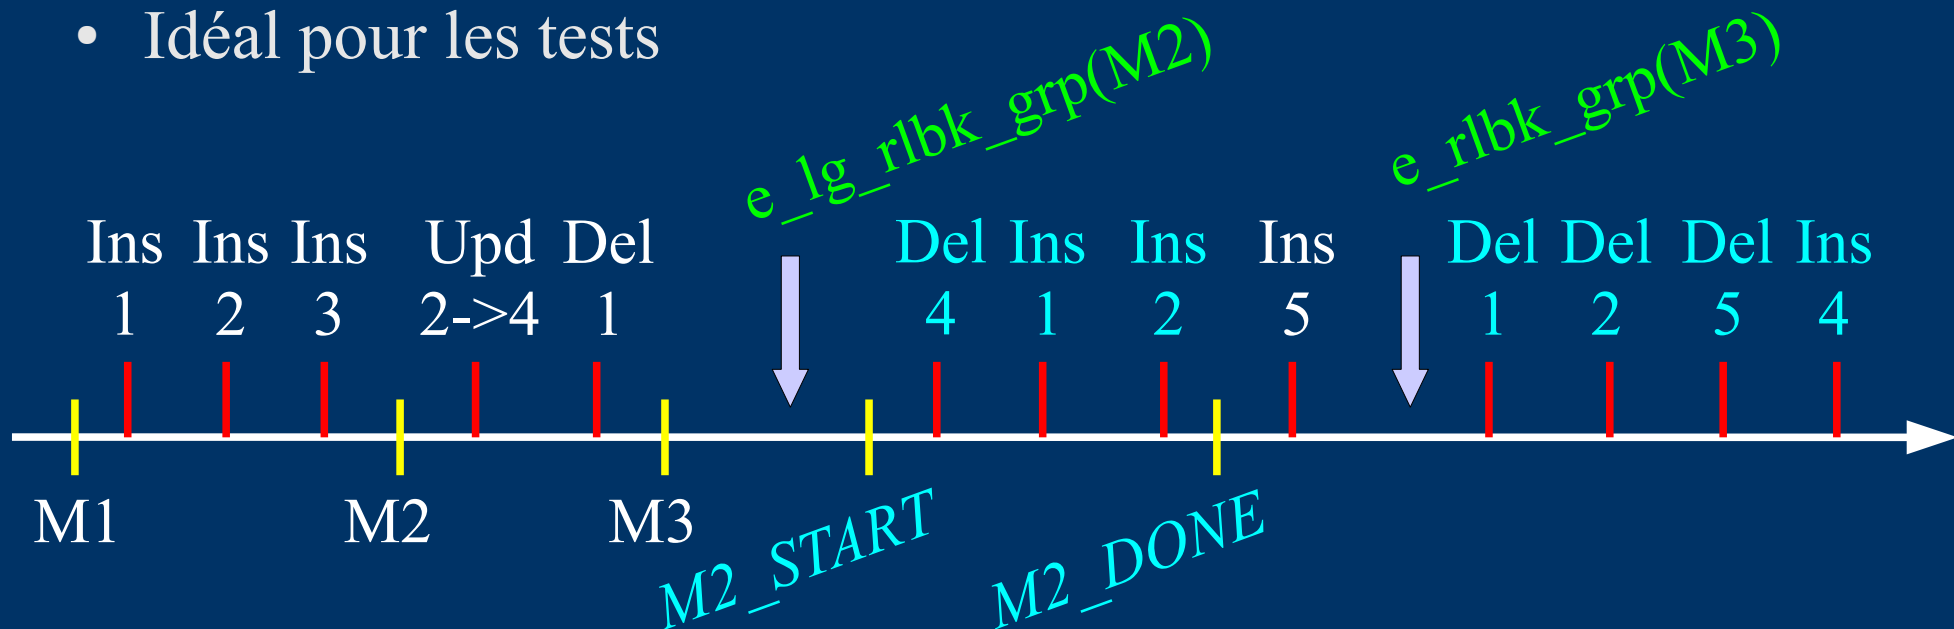 • Idéal pour les tests
e_lg_rlbk_grp(M2) e_rlbk_grp(M3)
Ins Ins Ins Upd Del Del Ins Ins Ins Del Del Del Ins
1 2 3 2->4 1 4 1 2 5 1 2 5 4
M1 M2 M3
M2_START M2_DONE